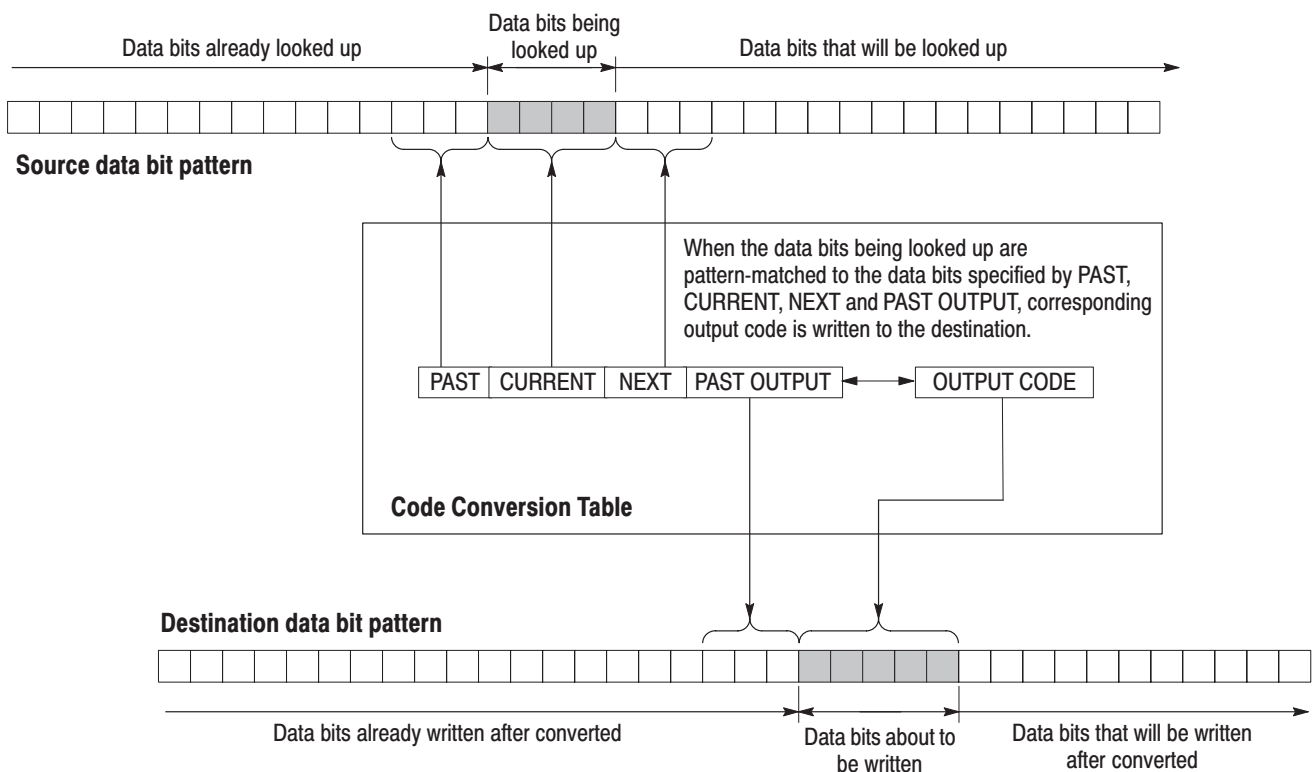 Data bits already looked up
Data bits being
looked up
Data bits that will be looked up
Source data bit pattern
When the data bits being looked up are
pattern-matched to the data bits specified by PAST,
CURRENT, NEXT and PAST OUTPUT, corresponding
output code is written to the destination.
PAST CURRENT NEXT PAST OUTPUT OUTPUT CODE
Code Conversion Table
Destination data bit pattern
Data bits already written after converted
Data bits about to
be written
Data bits that will be written
after converted